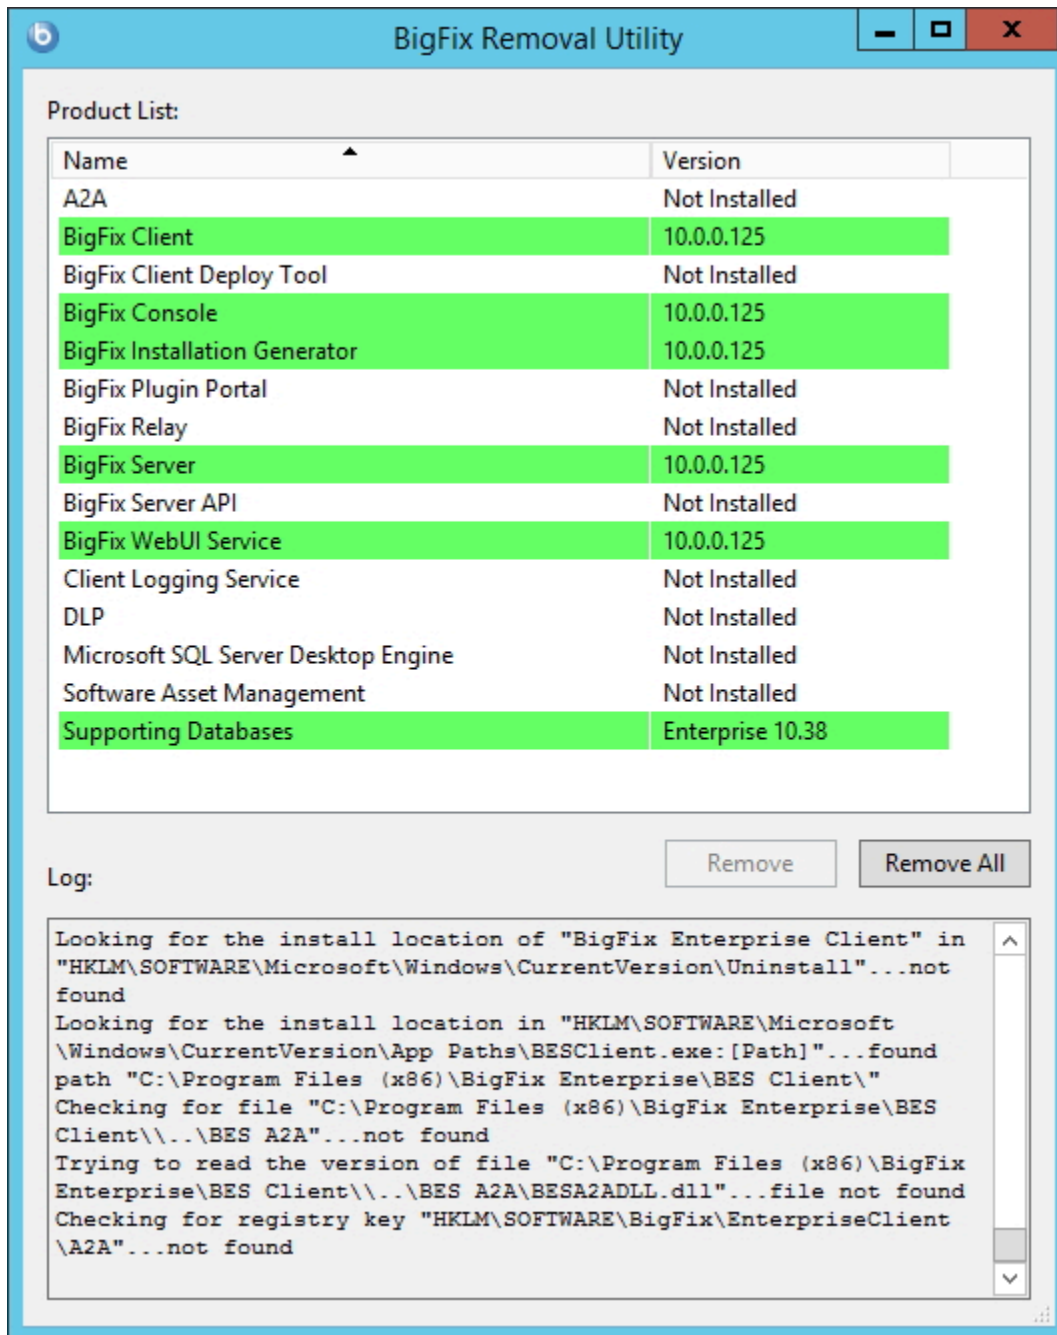 BigFix Removal Utility
Product List:
Name Version
A2A Not Installed
BigFix Client 10.0.0.125
BigFix Client Deploy Tool Not Installed
BigFix Console 10.0.0.125
BigFix Installation Generator 10.0.0.125
BigFix Plugin Portal Not Installed
BigFix Relay Not Installed
BigFix Server 10.0.0.125
BigFix Server API Not Installed
BigFix WebUI Service 10.0.0.125
Client Logging Service Not Installed
DLP Not Installed
Microsoft SQL Server Desktop Engine Not Installed
Software Asset Management Not Installed
Supporting Databases Enterprise 10.38
Remove Remove All
Log:
Looking for the install location of "BigFix Enterprise Client" in
"HKLM\SOFTWARE\Microsoft\Windows\CurrentVersion\Uninstall"...not
found
Looking for the install location in "HKLM\SOFTWARE\Microsoft
\Windows\CurrentVersion\App Paths\BESClient.exe:[Path]"...found
path "C:\Program Files (x86)\BigFix Enterprise\BES Client\"
Checking for file "C:\Program Files (x86)\BigFix Enterprise\BES
Client\\..\BES A2A"...not found
Trying to read the version of file "C:\Program Files (x86)\BigFix
Enterprise\BES Client\\..\BES A2A\BESA2ADLL.dll"...file not found
Checking for registry key "HKLM\SOFTWARE\BigFix\EnterpriseClient
\A2A"...not found